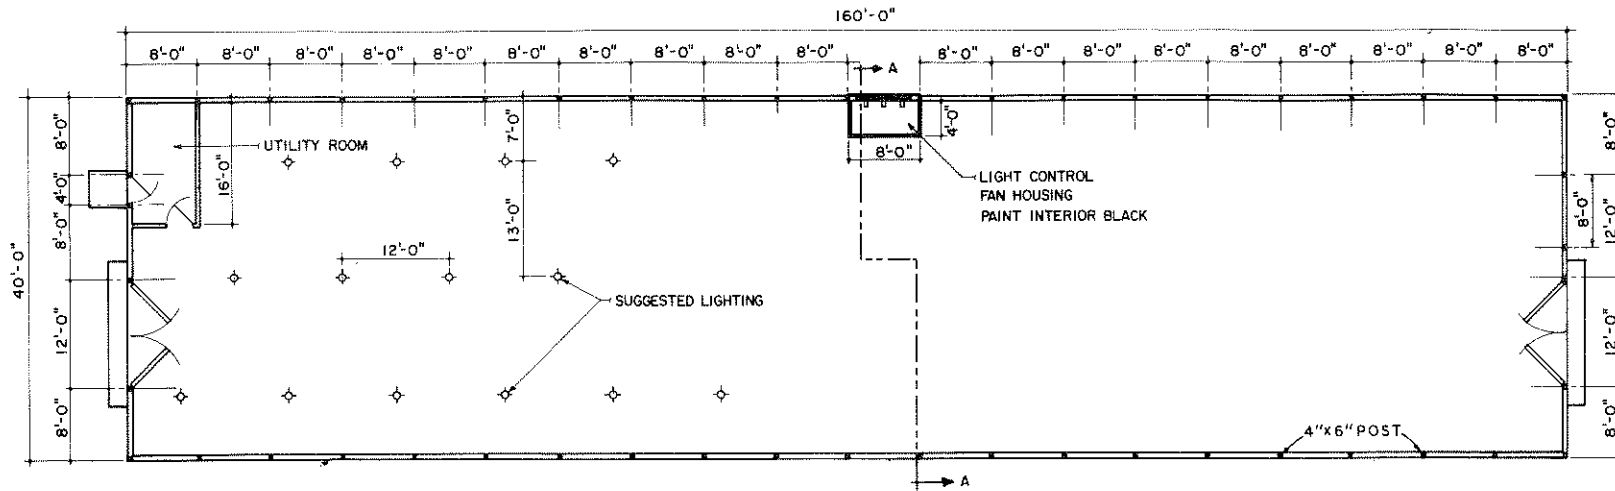 160'-0"
8'-0" 8'-0" 8'-0" 8'-0" 8'-0" 8'-0" 8'-0" 8'-0" 8'-0" 8'-0" 8'-0" 8'-0" 8'-0" 8'-0" 8'-0" 8'-0" 8'-0" 8'-0" 8'-0"
A
40'-0"
8'-0"
4'-0"
8'-0"
12'-0"
8'-0"
UTILITY ROOM
16'-0"
7'-0"
13'-0"
12'-0"
SUGGESTED LIGHTING
4'-0"
8'-0"
LIGHT CONTROL
FAN HOUSING
PAINT INTERIOR BLACK
8'-0"
8'-0"
12'-0"
12'-0"
8'-0"
4"X6" POST
A